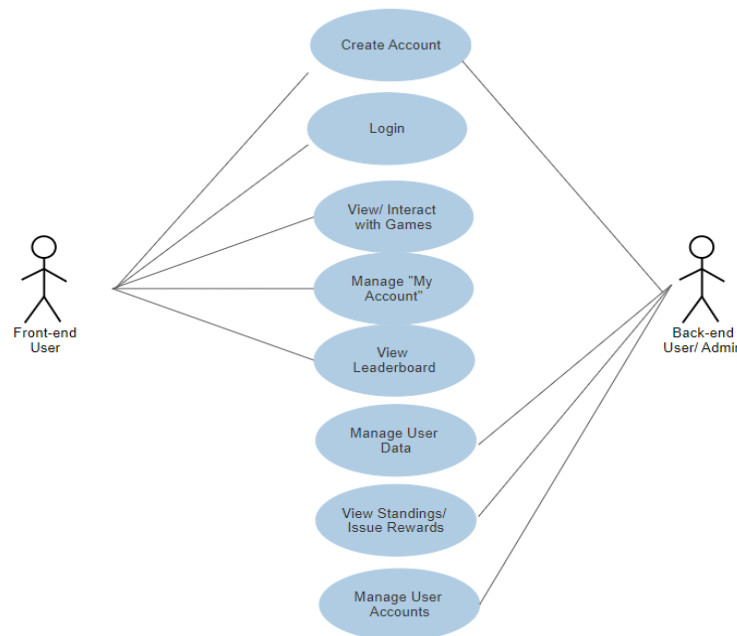 Create Account
Login
View/ Interact
with Games
Manage "My
Account"
Front-end
User
Back-end
User/ Admin
View
Leaderboard
Manage User
Data
View Standings/
Issue Rewards
Manage User
Accounts